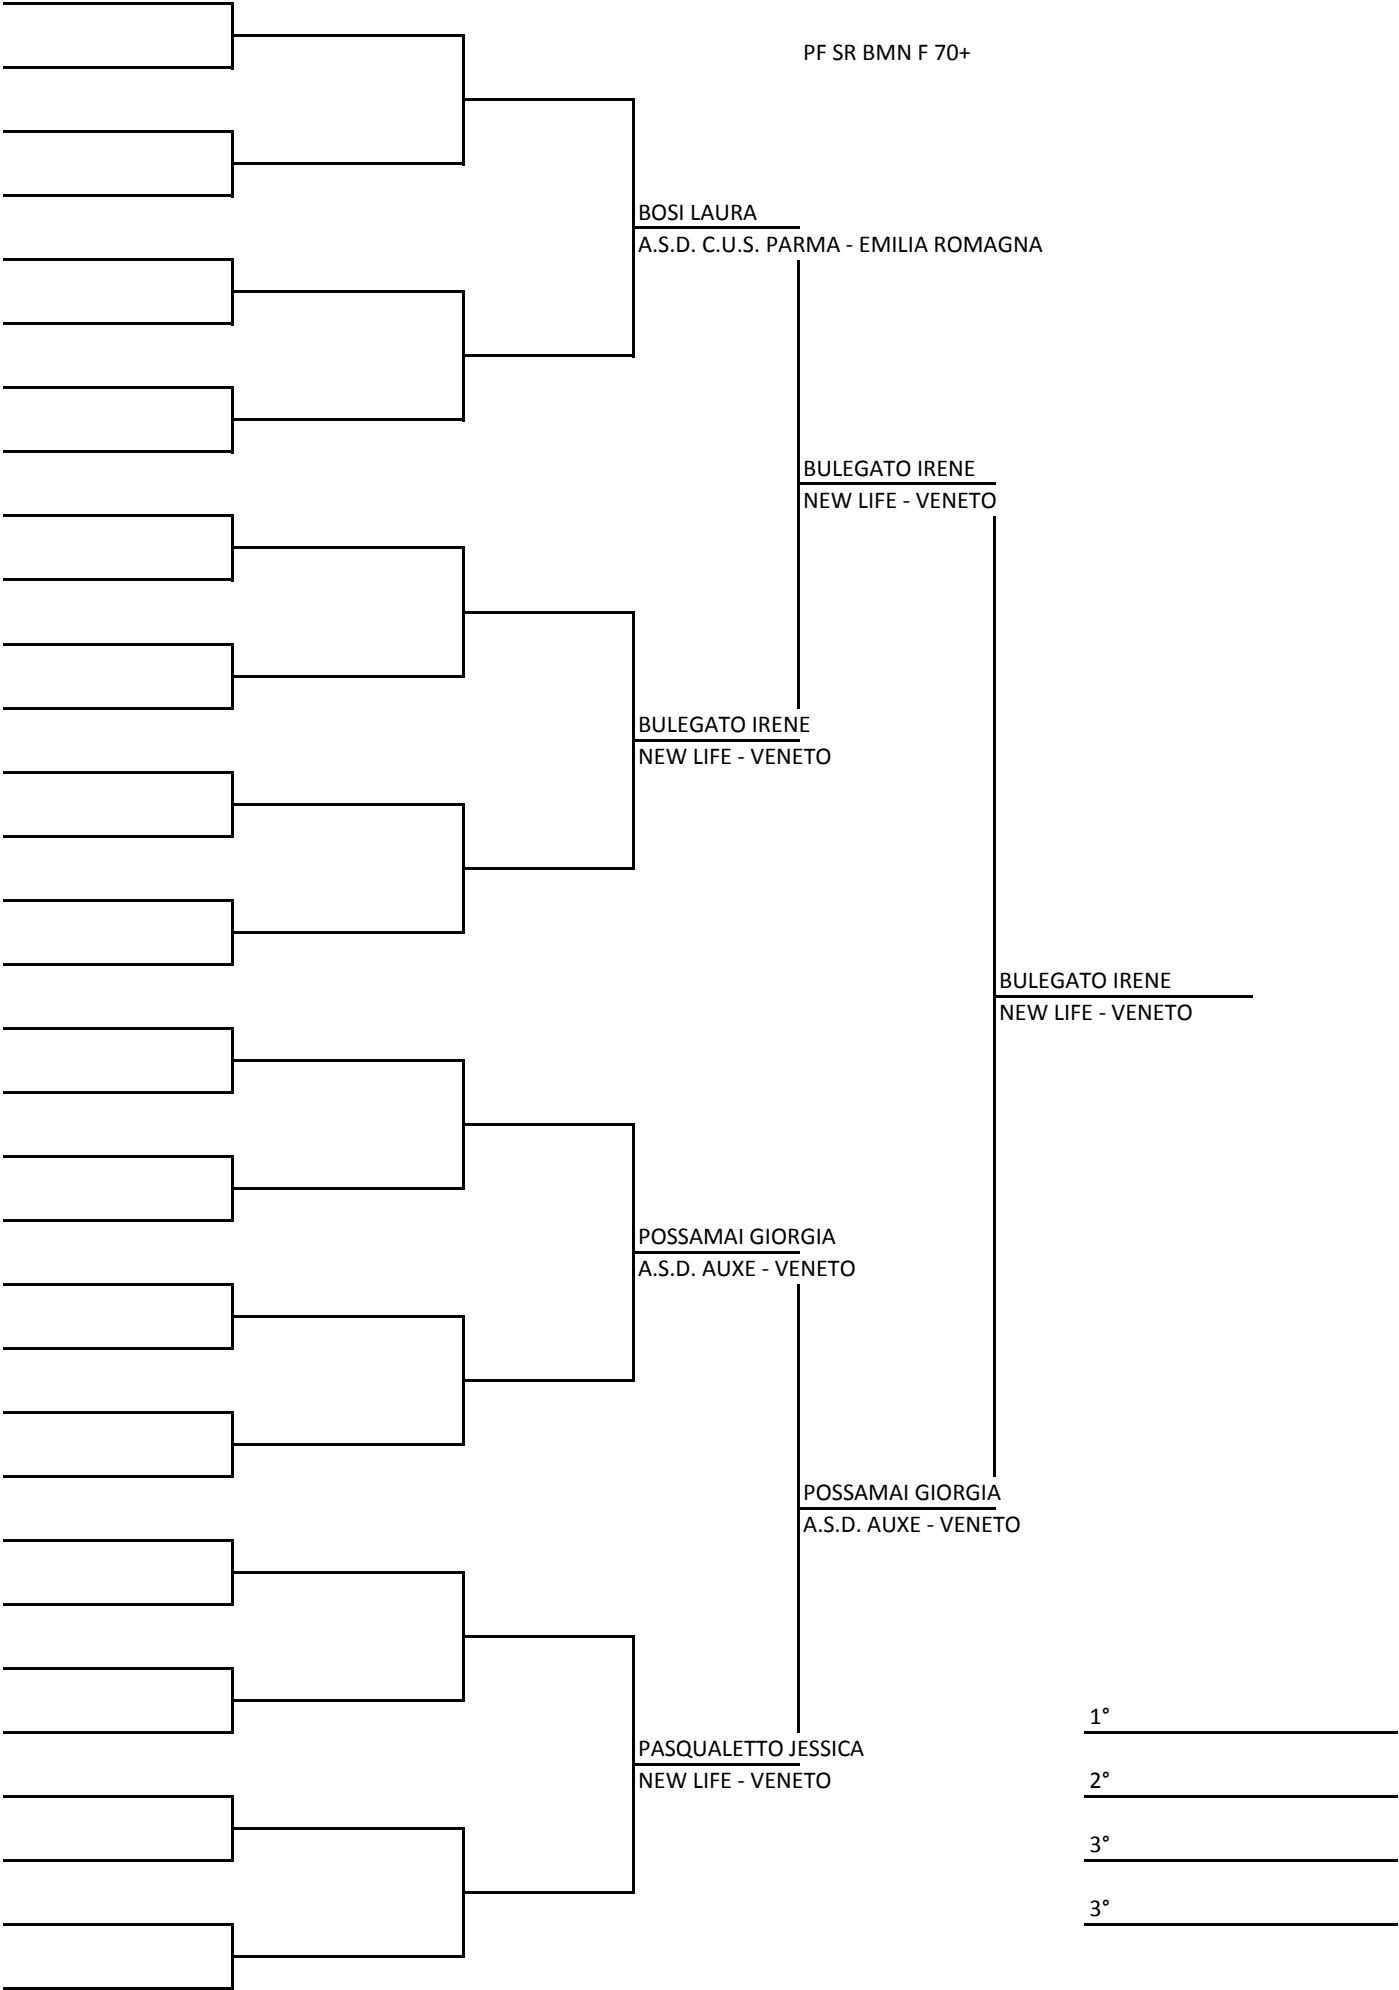 PF SR BMN F 70+
BOSI LAURA
A.S.D. C.U.S. PARMA - EMILIA ROMAGNA
BULEGATO IRENE
NEW LIFE - VENETO
BULEGATO IRENE
NEW LIFE - VENETO
BULEGATO IRENE
NEW LIFE - VENETO
POSSAMAI GIORGIA
A.S.D. AUXE - VENETO
POSSAMAI GIORGIA
A.S.D. AUXE - VENETO
1°
PASQUALETTO JESSICA
NEW LIFE - VENETO
2°
3°
3°